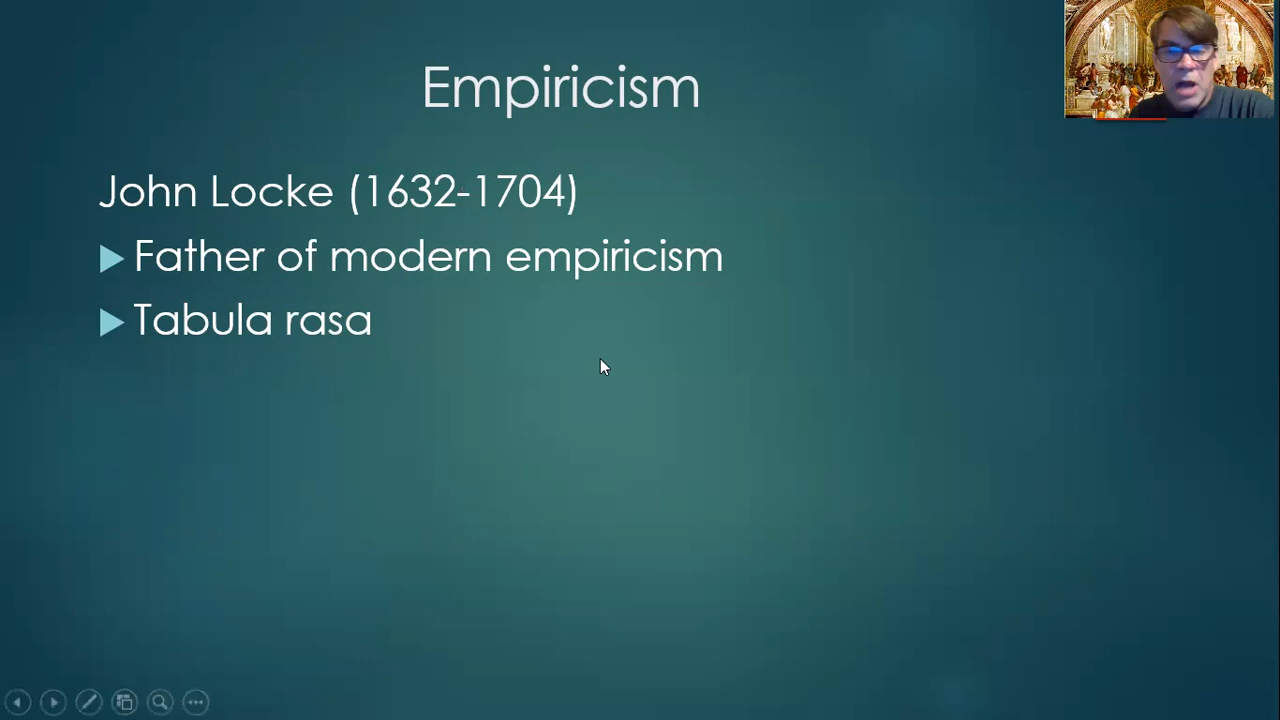 Empiricism
John Locke (1632-1704)
Father of modern empiricism
Tabula rasa